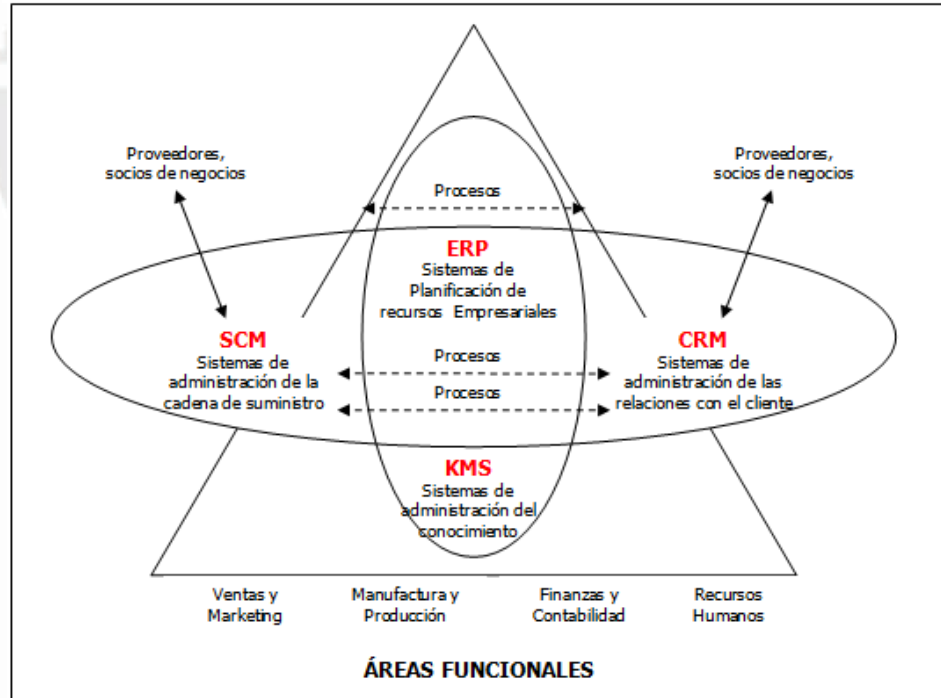 Proveedores,
socios de negocios
Proveedores,
socios de negocios
Procesos
ERP
Sistemas de
Planificación de
recursos Empresariales
SCM
Sistemas de
administración de la
cadena de suministro
Procesos
Procesos
CRM
Sistemas de
administración de las
relaciones con el cliente
KMS
Sistemas de
administración del
conocimiento
Ventas y
Marketing
Manufactura y
Producción
Finanzas y
Contabilidad
Recursos
Humanos
ÁREAS FUNCIONALES